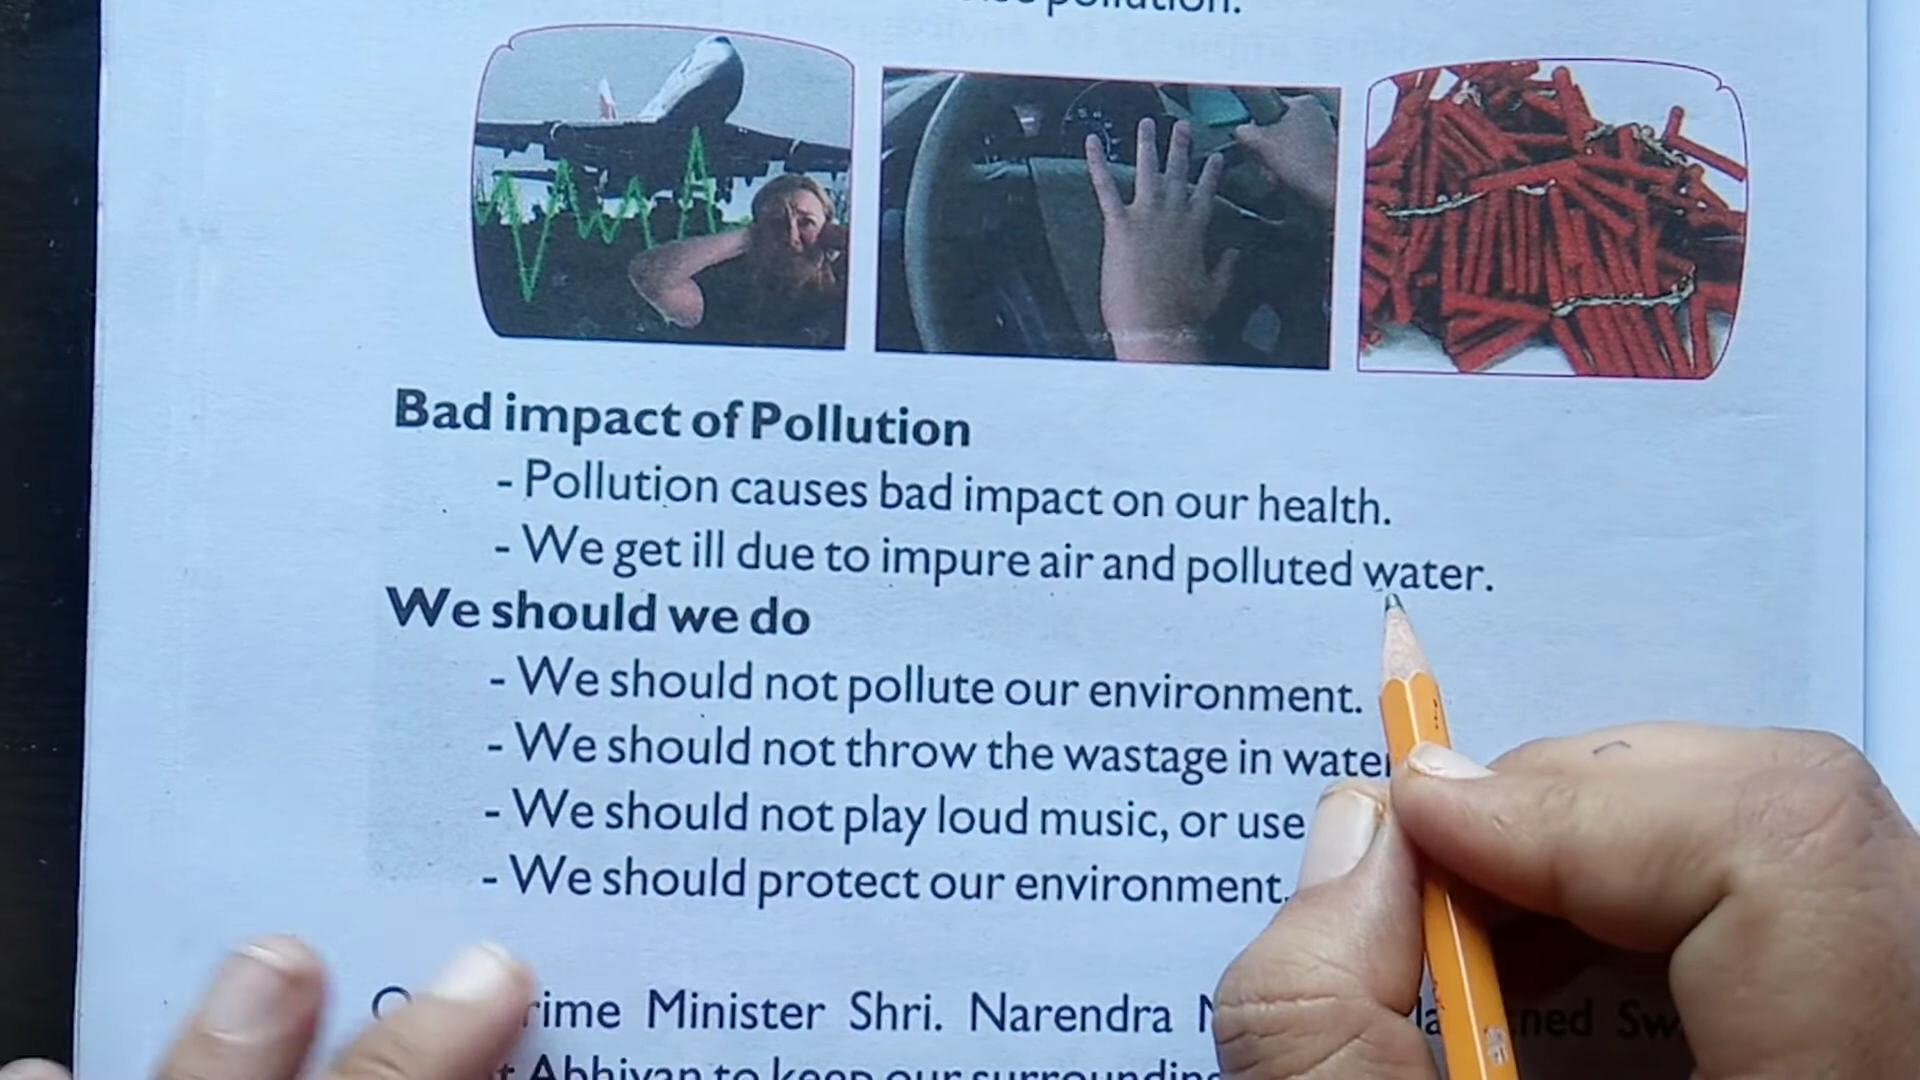 pollution.
Bad impact of Pollution
- Pollution causes bad impact on our health.
- We get ill due to impure air and polluted water.
We should we do
- We should not pollute our environment.
- We should not throw the wastage in water
- We should not play loud music, or use
- We should protect our environment.
Minister Shri. Narendra
Abhiyan to keep our surrounding